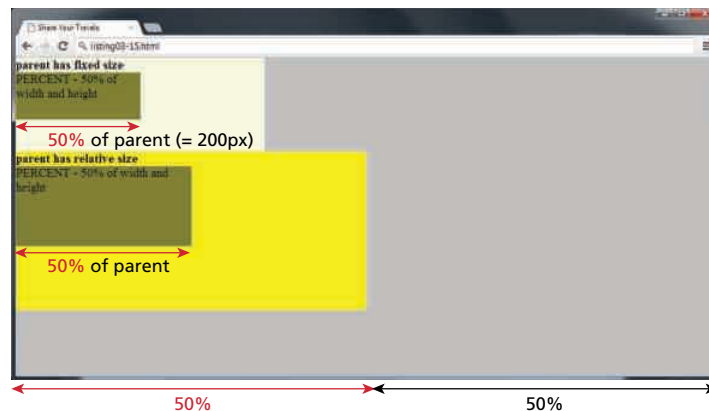 Share Your Travels
listing03-15.html
parent has fixed size
PERCENT - 50% of
width and height
50% of parent (= 200px)
parent has relative size
PERCENT - 50% of width and
height
50% of parent
50%
50%